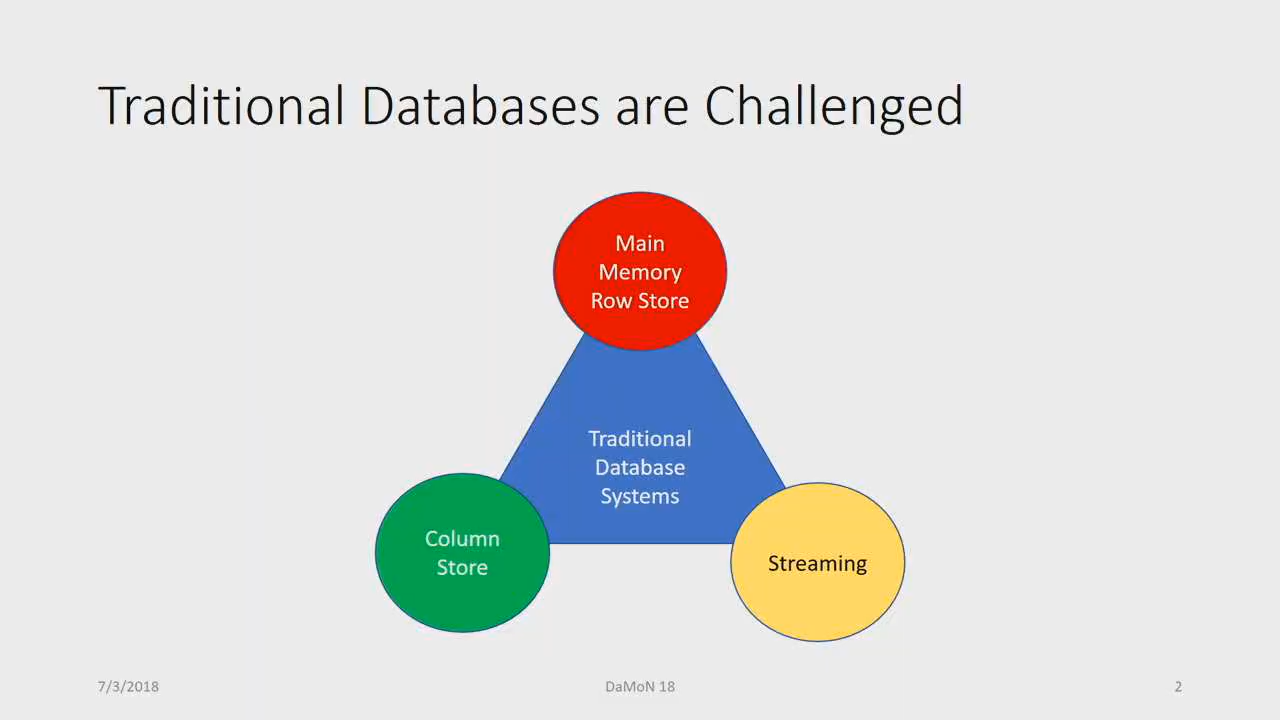 Traditional Databases are Challenged
Main
Memory
Row Store
Traditional
Database
Systems
Column
Store
Streaming
7/3/2018
DaMoN 18
2